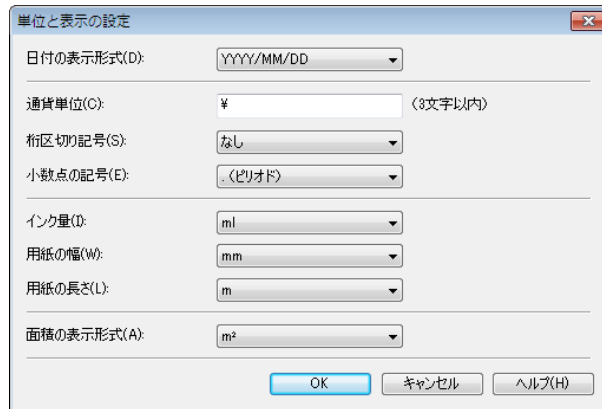 単位と表示の設定
日付の表示形式(D): YYYY/MM/DD
通貨単位(C): ¥ (3文字以内)
桁区切り記号(S): なし
小数点の記号(E): .(ピリオド)
インク量(I): ml
用紙の幅(W): mm
用紙の長さ(L): m
面積の表示形式(A): m²
OK キャンセル ヘルプ(H)